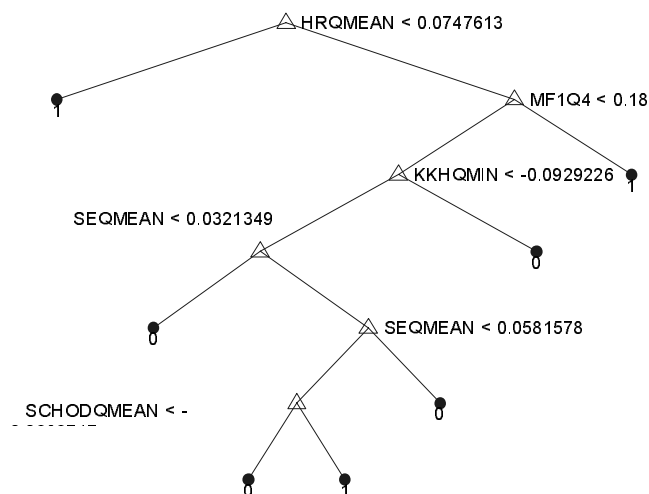 HRQMEAN < 0.0747613
1
MF1Q4 < 0.18
KKHQMIN < -0.0929226
1
SEQMEAN < 0.0321349
0
0
SEQMEAN < 0.0581578
SCHODQMEAN < -
0
0
1